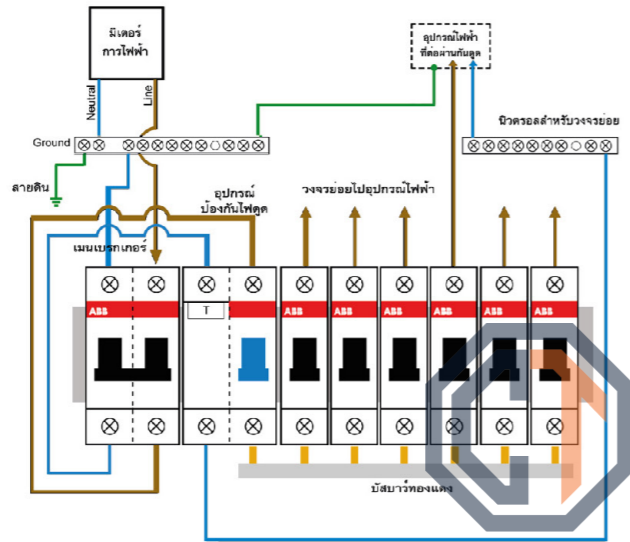 มิเตอร์
การไฟฟ้า
Neutral
Line
Ground
สายดิน
อุปกรณ์ไฟฟ้า
ที่ต่อผ่านกันดูด
นิวตรอลสำหรับวงจรย่อย
อุปกรณ์
ป้องกันไฟดูด
วงจรย่อยไปอุปกรณ์ไฟฟ้า
เมนเบรกเกอร์
ABB
T
ABB
ABB
ABB
ABB
ABB
ABB
บัสบาร์ทองแดง